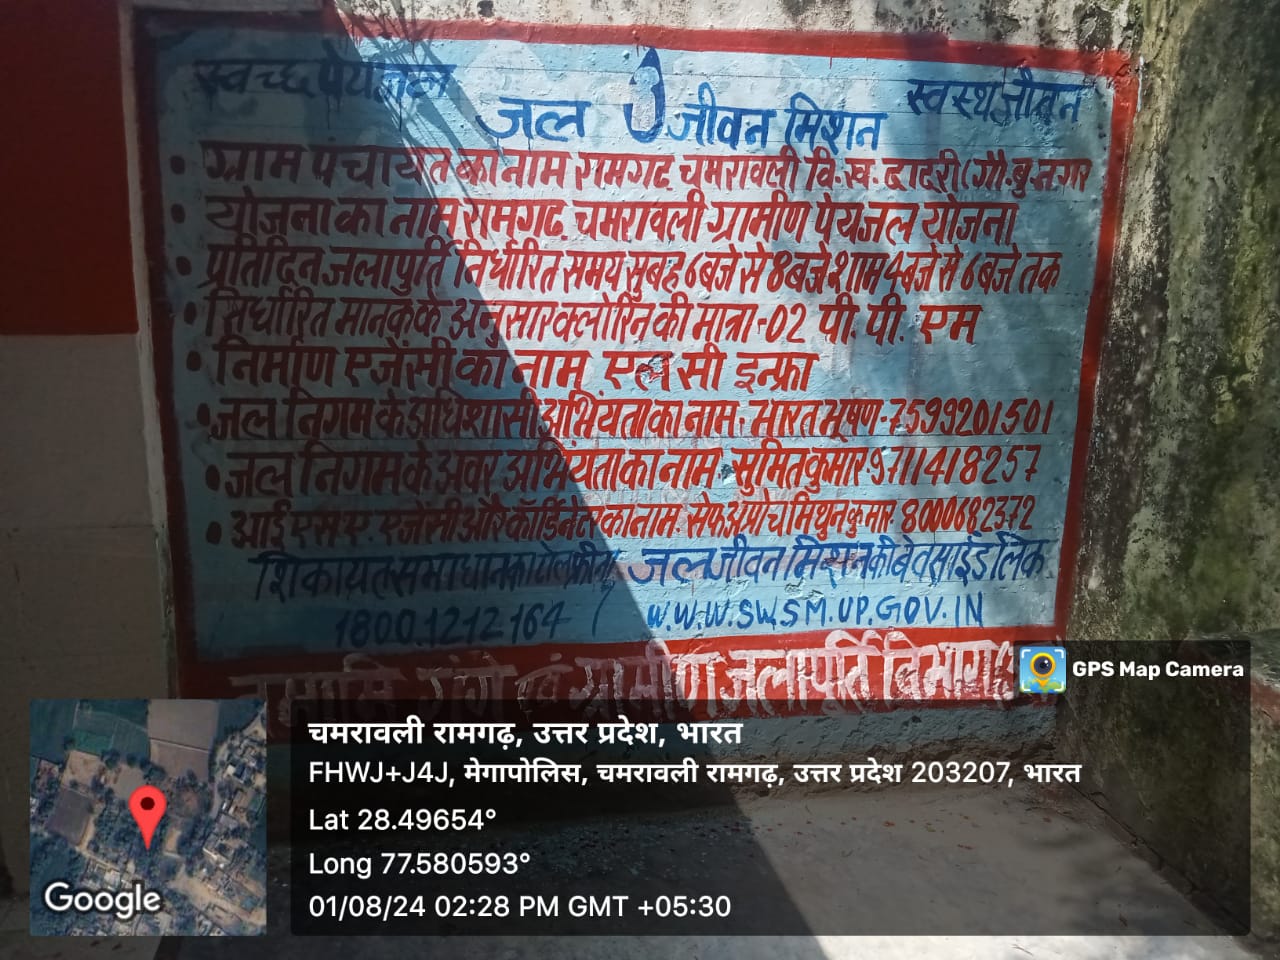 स्वच्छ पेयजल
स्वस्थ जीवन
जल जीवन मिशन
• ग्राम पंचायत का नाम रामगढ़ चमरावली वि.ख. दादरी (गौ.बु.नगर
• योजना का नाम रामगढ़ चमरावली ग्रामीण पेयजल योजना
• प्रतिदिन जलापुर्ति निर्धारित समय सुबह 6 बजे से 8 बजे शाम 4 बजे से 6 बजे तक
• निर्धारित मानक के अनुसार क्लोरिन की मात्रा - 02 पी. पी. एम
• निर्माण एजेंसी का नाम एल सी इन्फ्रा
• जल निगम के अधिशासी अभियंता का नाम. भारत भूषण - 7599201501
• जल निगम के अवर अभियंता का नाम. सुमित कुमार 9711418257
• आई एस ए. एजेंसी और कॉर्डिनेटर का नाम. सेफ अप्रोच मिथुन कुमार 8000682372
शिकायत समाधान का टोल फ्री नं / जल जीवन मिशन की बेवसाईड लिंक
1800.1212.164 / W.W.W.SWSM.UP.GOV.IN
नमामि गंगे एवं ग्रामीण जलापूर्ति विभाग
GPS Map Camera
चमरावली रामगढ़, उत्तर प्रदेश, भारत
FHWJ+J4J, मेगापोलिस, चमरावली रामगढ़, उत्तर प्रदेश 203207, भारत
Lat 28.49654°
Long 77.580593°
01/08/24 02:28 PM GMT +05:30
Google